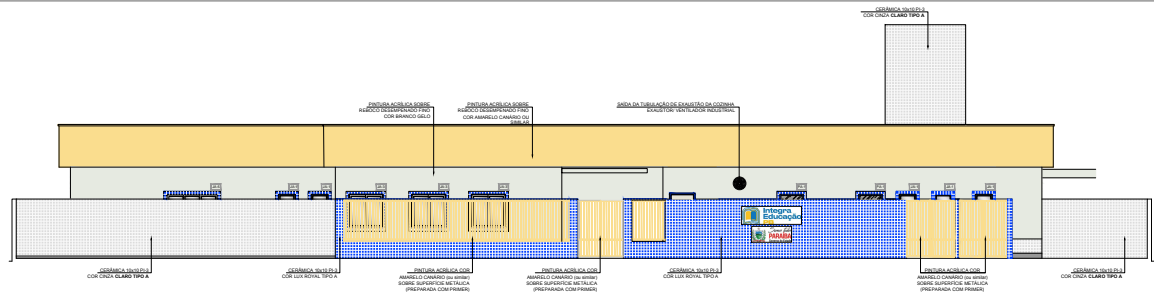 CERÂMICA 10x10 PI-3
COR CINZA CLARO TIPO A
PINTURA ACRÍLICA SOBRE
REBOCO DESEMPENADO FINO
COR BRANCO GELO
PINTURA ACRÍLICA SOBRE
REBOCO DESEMPENADO FINO
COR AMARELO CANÁRIO OU
SIMILAR
SAÍDA DA TUBULAÇÃO DE EXAUSTÃO DA COZINHA
EXAUSTOR/ VENTILADOR INDUSTRIAL
Integra
Educação
PARAÍBA
CERÂMICA 10x10 PI-3
COR CINZA CLARO TIPO A
CERÂMICA 10x10 PI-3
COR LUX ROYAL TIPO A
PINTURA ACRÍLICA COR
AMARELO CANÁRIO (ou similar)
SOBRE SUPERFÍCIE METÁLICA
(PREPARADA COM PRIMER)
PINTURA ACRÍLICA COR
AMARELO CANÁRIO (ou similar)
SOBRE SUPERFÍCIE METÁLICA
(PREPARADA COM PRIMER)
CERÂMICA 10x10 PI-3
COR LUX ROYAL TIPO A
PINTURA ACRÍLICA COR
AMARELO CANÁRIO (ou similar)
SOBRE SUPERFÍCIE METÁLICA
(PREPARADA COM PRIMER)
CERÂMICA 10x10 PI-3
COR CINZA CLARO TIPO A